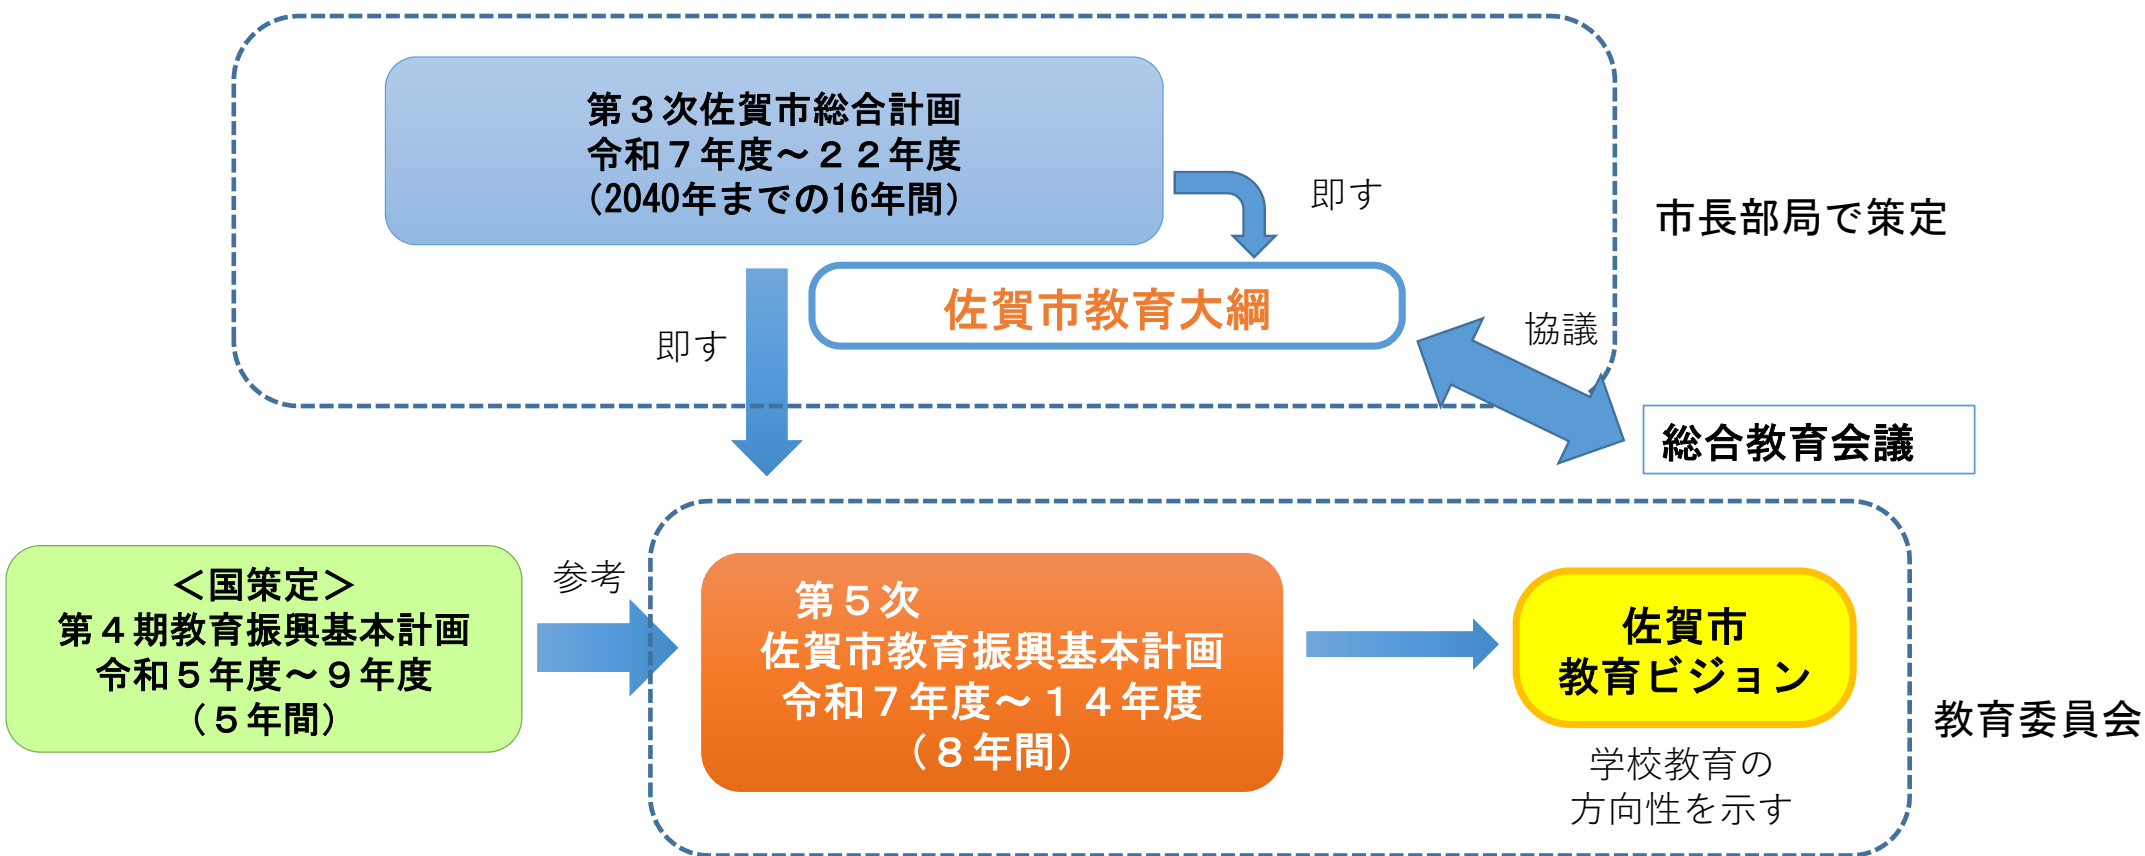 第３次佐賀市総合計画
令和７年度～２２年度
（2040年までの16年間）
即す
市長部局で策定
佐賀市教育大綱
即す
協議
総合教育会議
＜国策定＞
第４期教育振興基本計画
令和５年度～９年度
（５年間）
参考
第５次
佐賀市教育振興基本計画
令和７年度～１４年度
（８年間）
佐賀市
教育ビジョン
学校教育の
方向性を示す
教育委員会